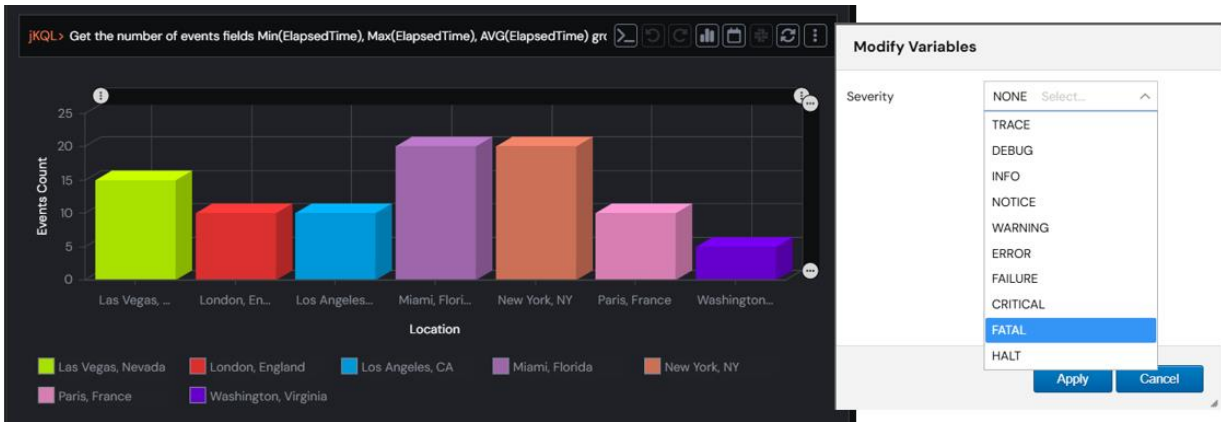 jKQL> Get the number of events fields Min(ElapsedTime), Max(ElapsedTime), AVG(ElapsedTime) gr
Events Count
25
20
15
10
5
0
Las Vegas, ...
London, En...
Los Angeles...
Miami, Flori...
New York, NY
Paris, France
Washington...
Location
Las Vegas, Nevada
London, England
Los Angeles, CA
Miami, Florida
New York, NY
Paris, France
Washington, Virginia
Modify Variables
Severity
NONE Select...
TRACE
DEBUG
INFO
NOTICE
WARNING
ERROR
FAILURE
CRITICAL
FATAL
HALT
Apply
Cancel